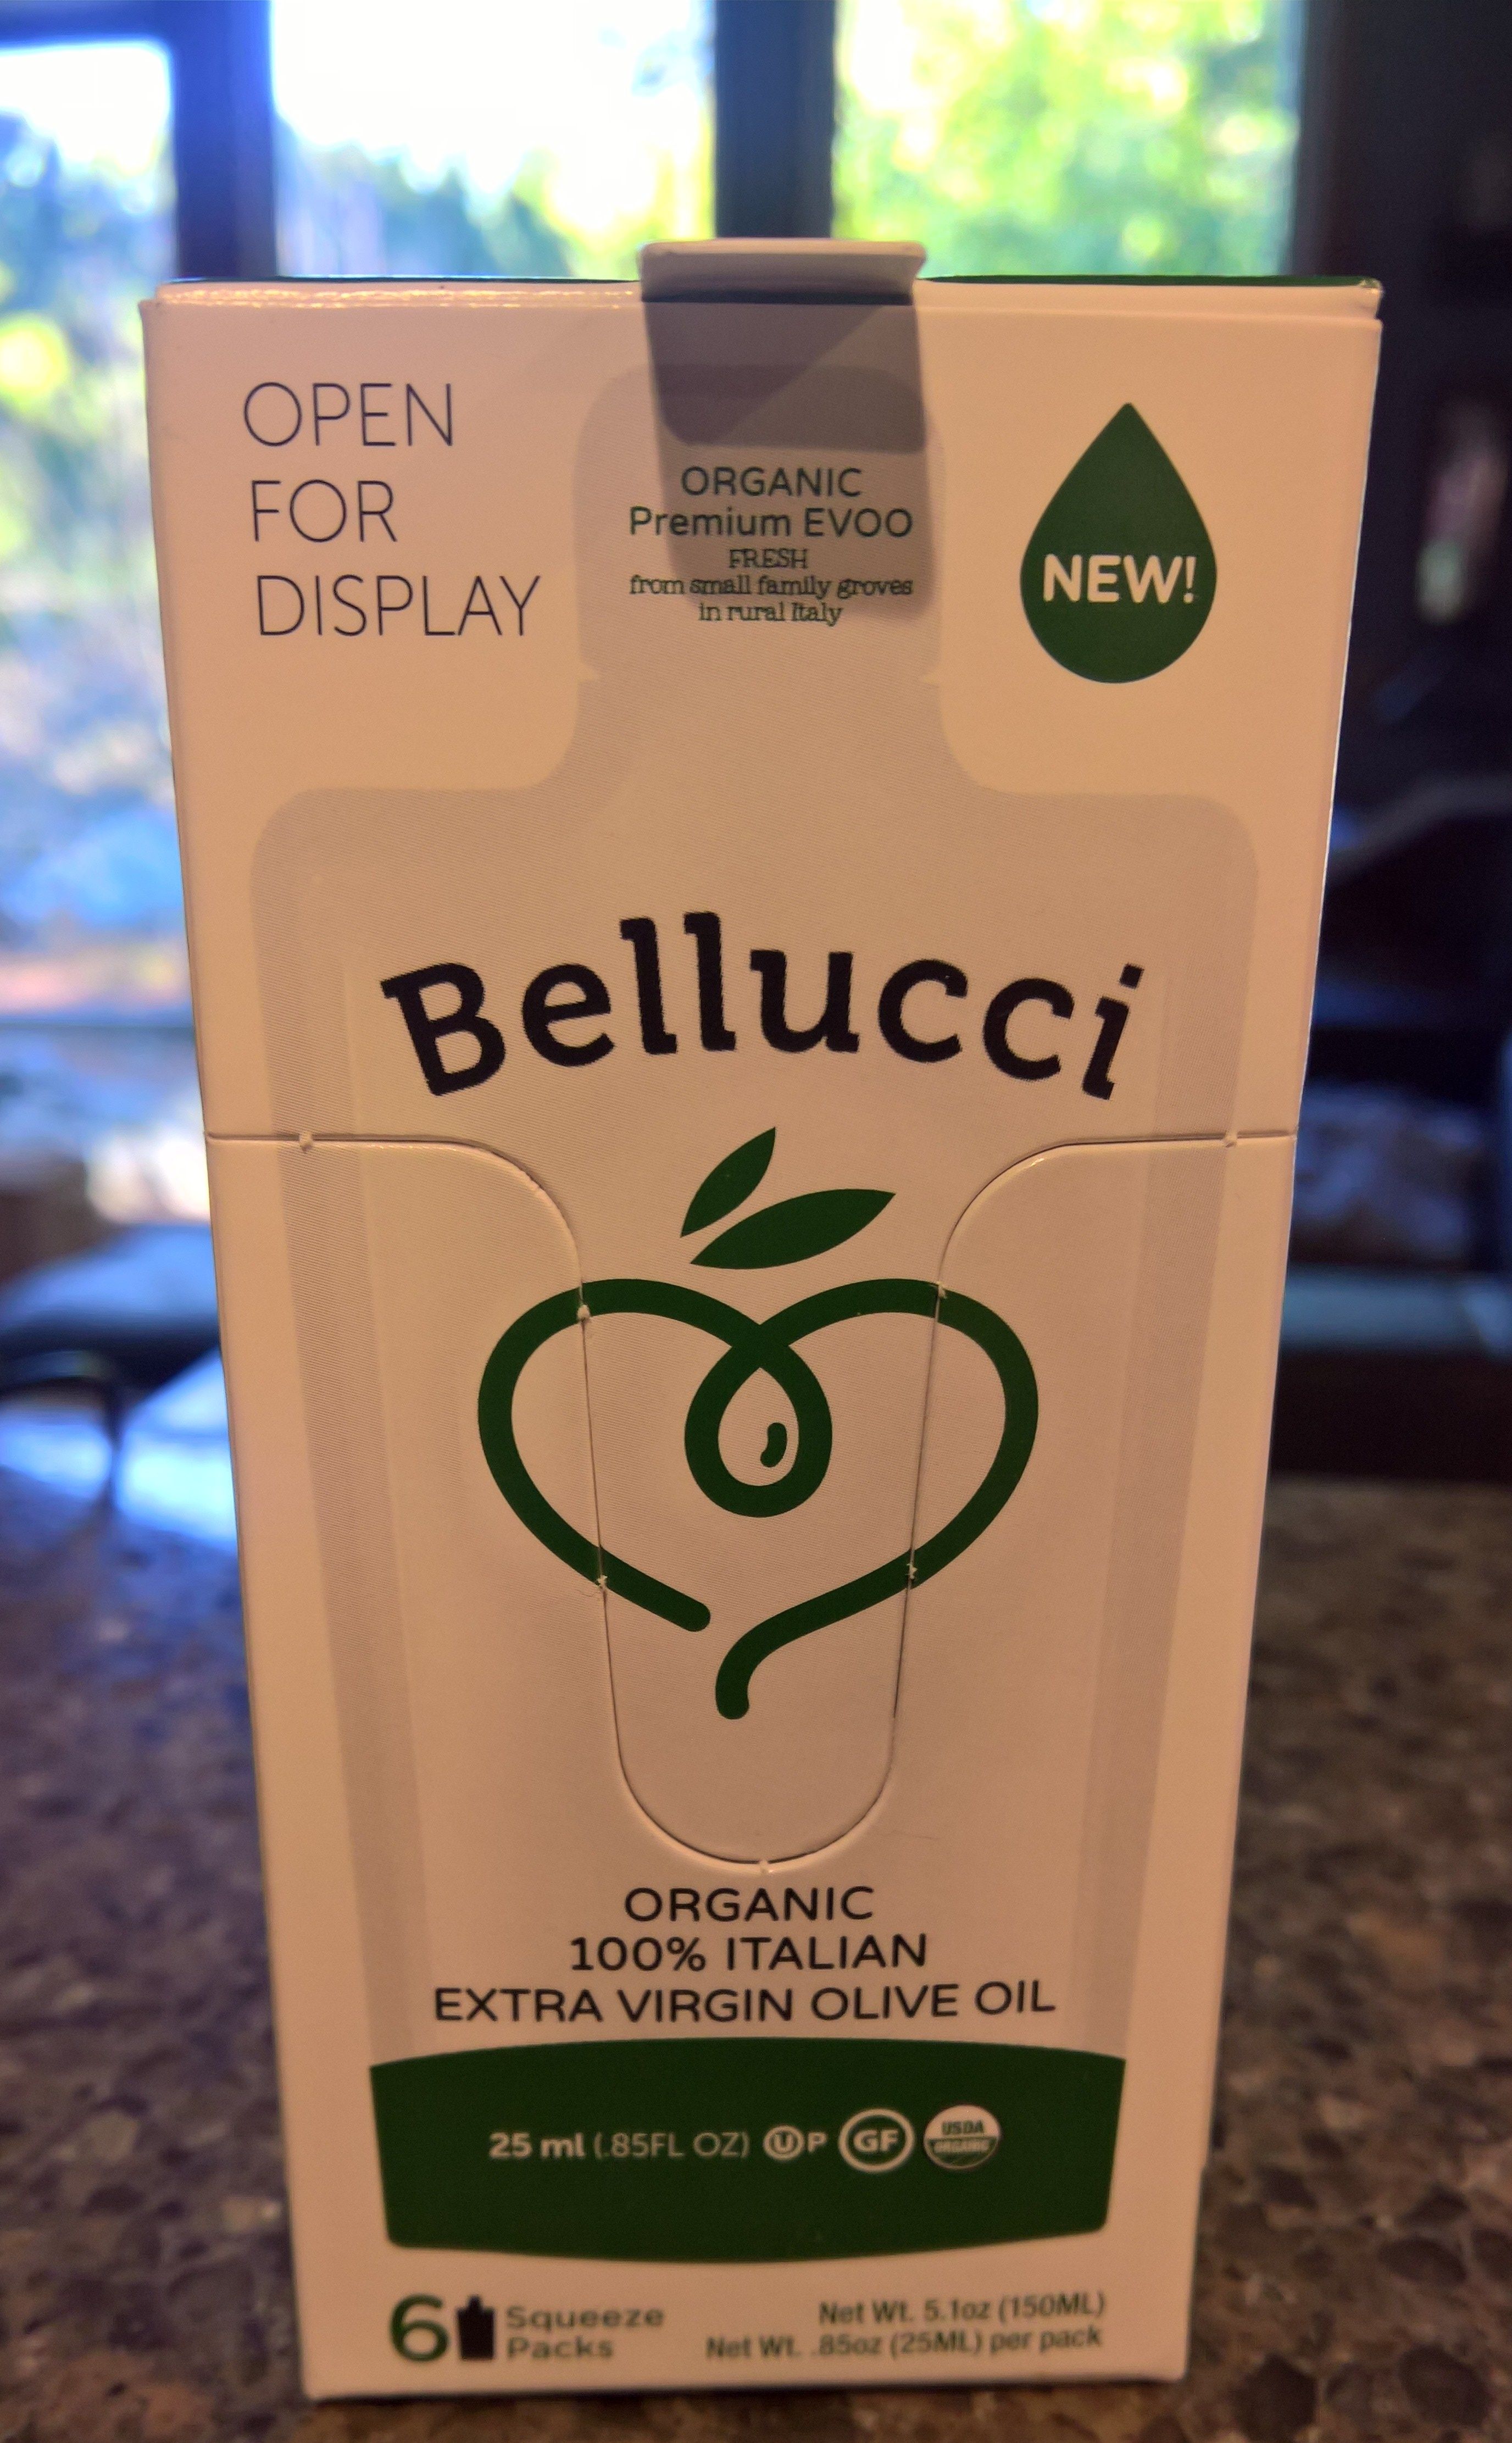 OPEN
FOR
DISPLAY
ORGANIC
Premium EVOO
FRESH
from small family groves
in rural Italy
NEW!
Bellucci
ORGANIC
100% ITALIAN
EXTRA VIRGIN OLIVE OIL
25 ml (.85FL OZ) U P GF USDA ORGANIC
6 Squeeze Packs
Net Wt. 5.1oz (150ML)
Net Wt. .85oz (25ML) per pack